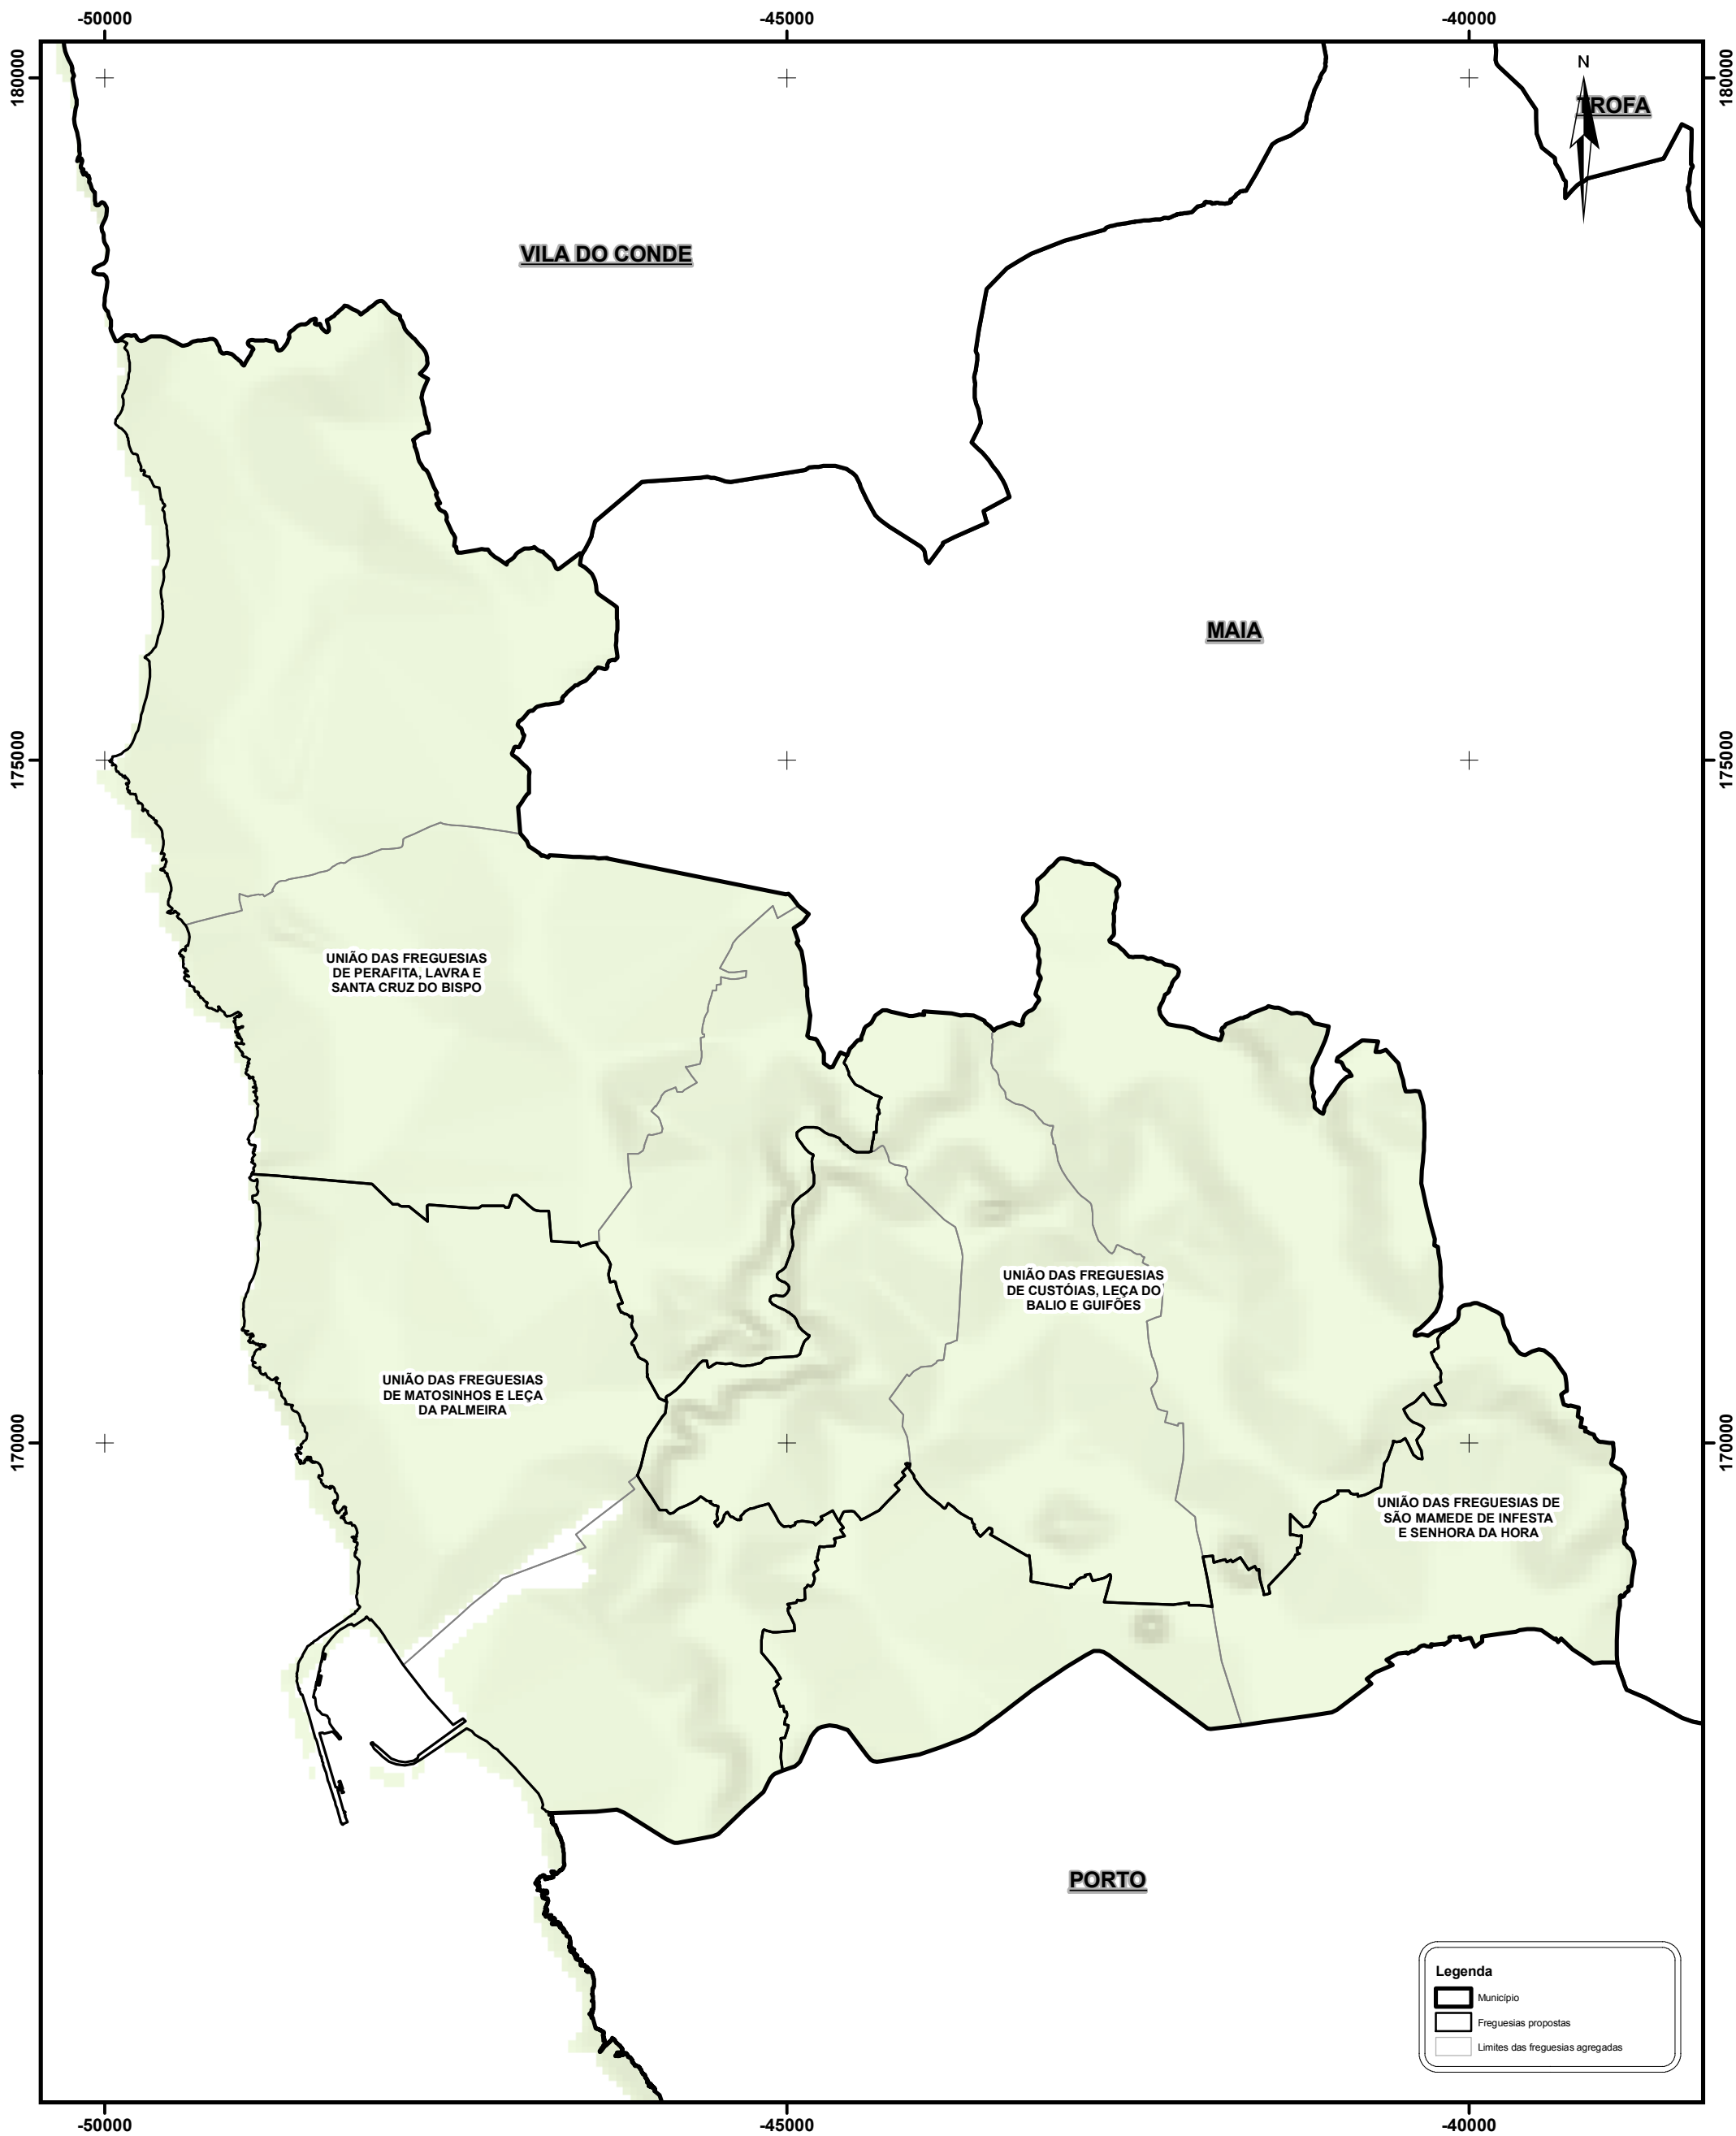 -50000
-45000
-40000
180000
180000
N
TROFA
VILA DO CONDE
MAIA
175000
175000
UNIÃO DAS FREGUESIAS
DE PERAFITA, LAVRA E
SANTA CRUZ DO BISPO
UNIÃO DAS FREGUESIAS
DE CUSTÓIAS, LEÇA DO
BALIO E GUIFÕES
UNIÃO DAS FREGUESIAS
DE MATOSINHOS E LEÇA
DA PALMEIRA
170000
170000
UNIÃO DAS FREGUESIAS DE
SÃO MAMEDE DE INFESTA
E SENHORA DA HORA
PORTO
Legenda
Município
Freguesias propostas
Limites das freguesias agregadas
-50000
-45000
-40000